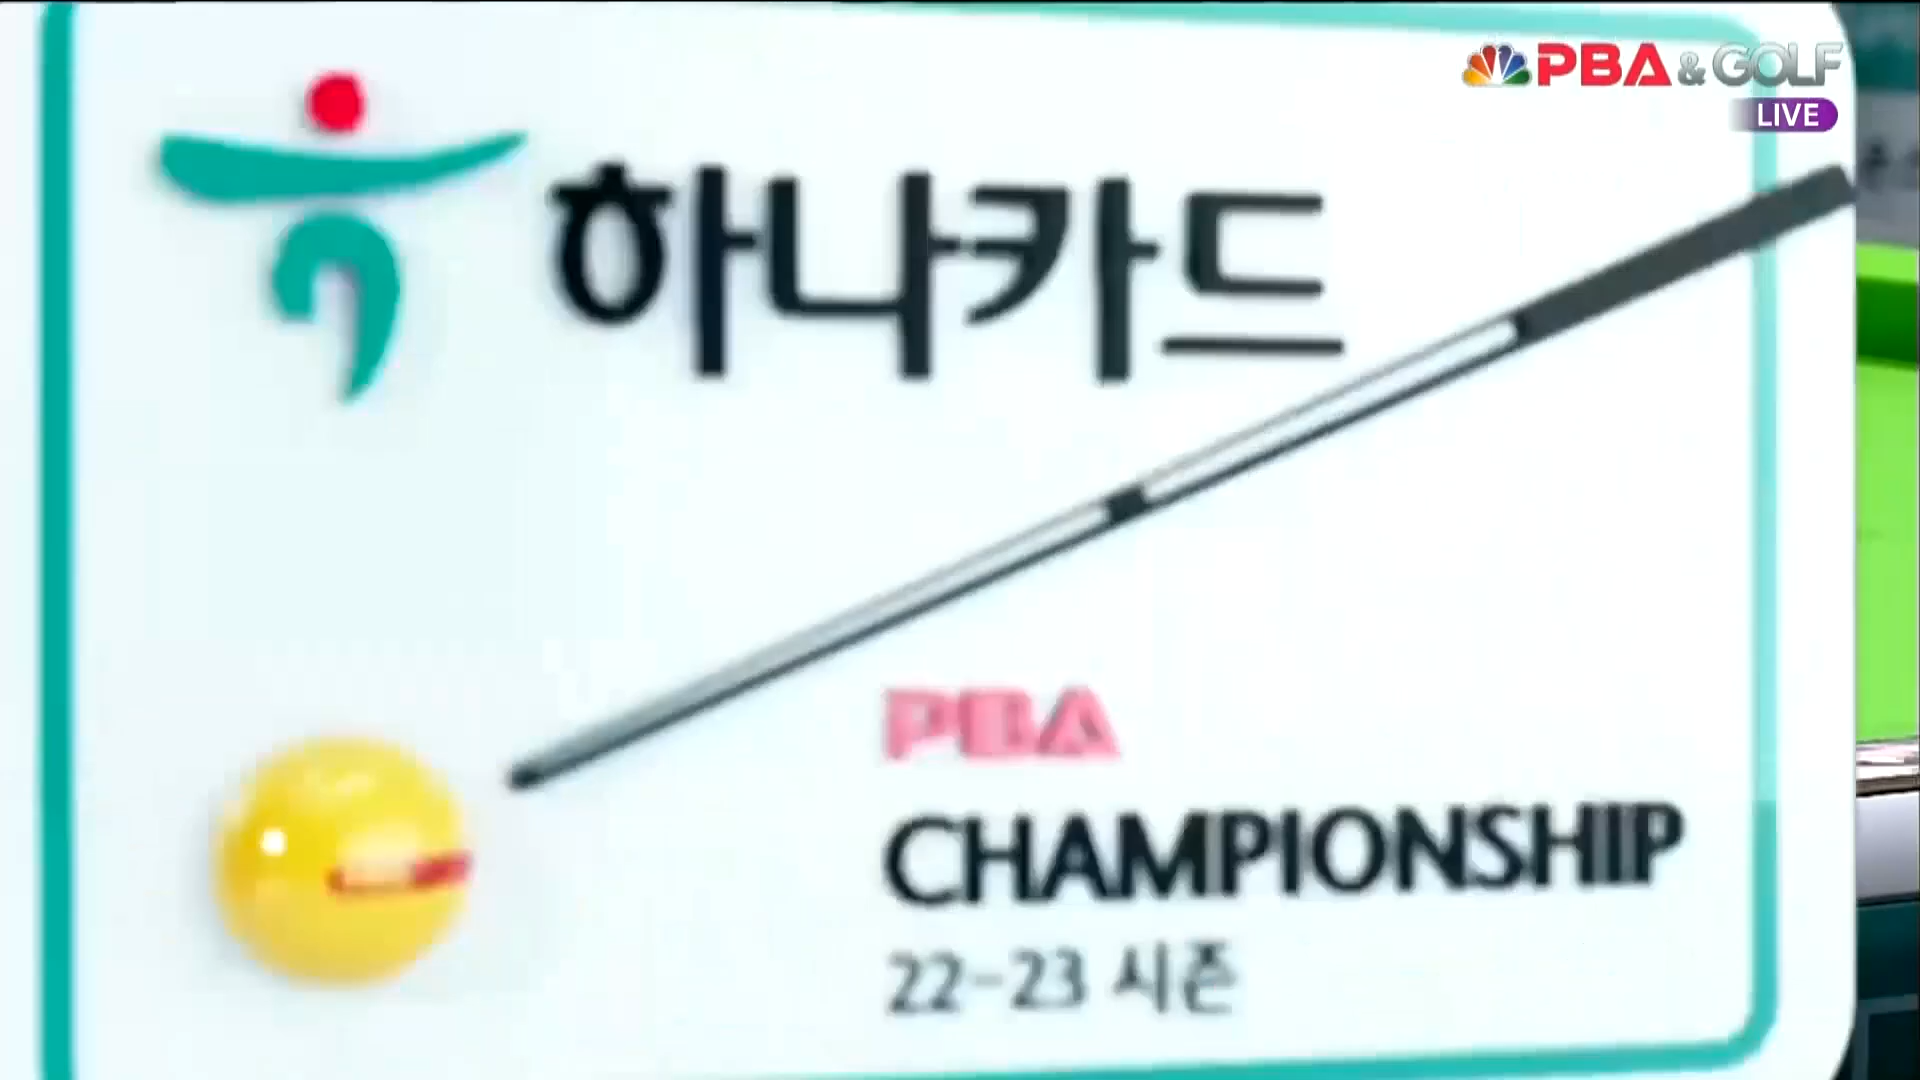 PBA & GOLF
LIVE
하나카드
PBA
CHAMPIONSHIP
22-23 시즌